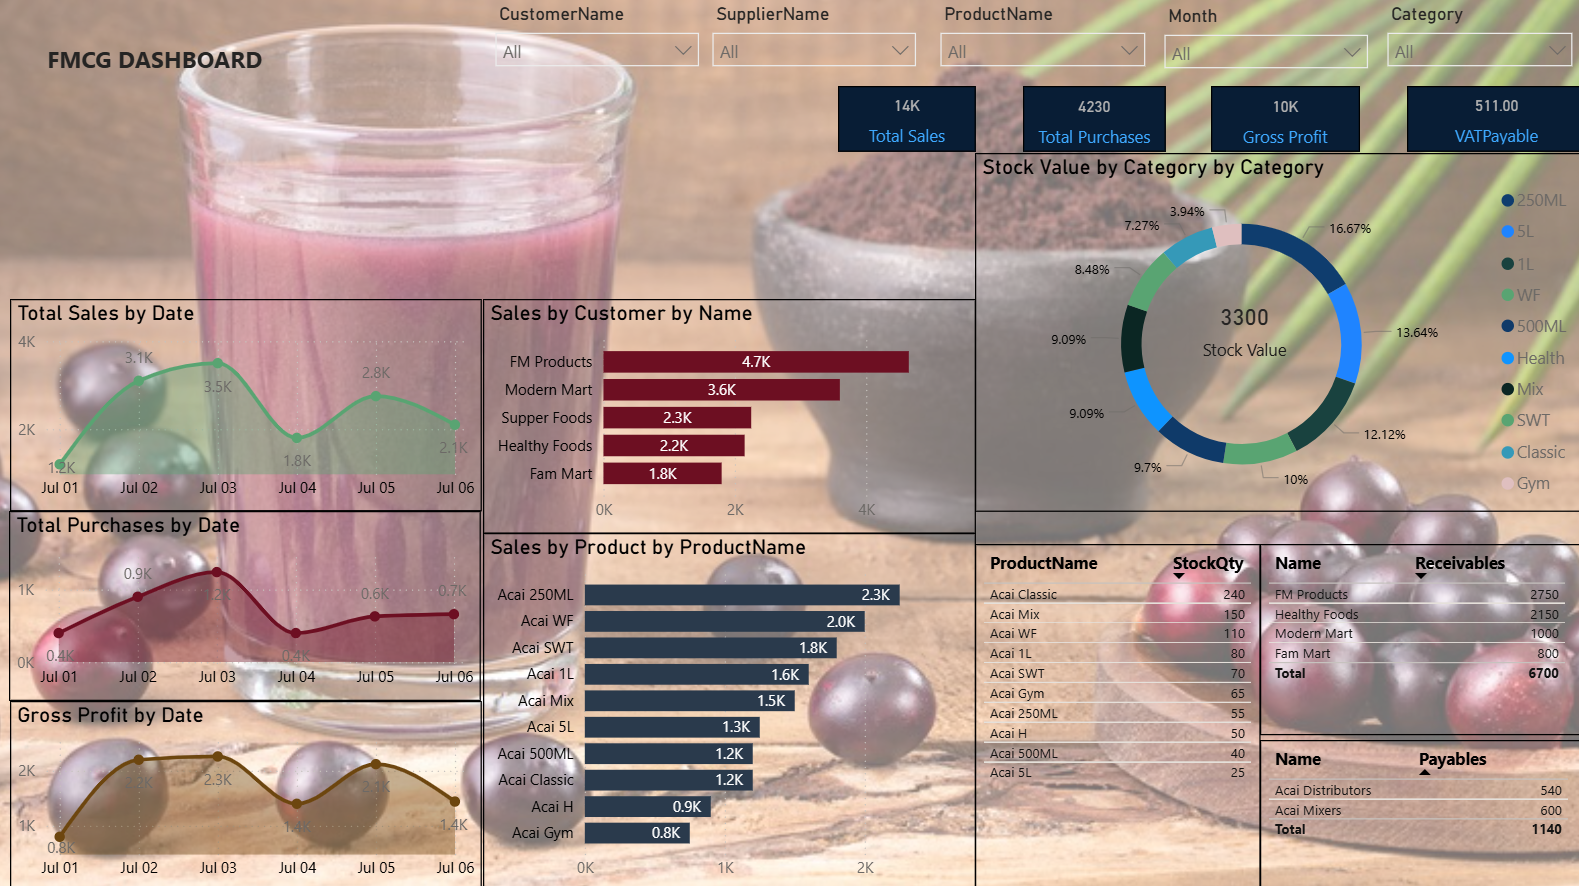 CustomerName
SupplierName
ProductName
Month
Category
FMCG DASHBOARD
All
All
All
All
All
14K
Total Sales
4230
Total Purchases
10K
Gross Profit
511.00
VATPayable
Stock Value by Category by Category
3.94%
7.27%
16.67%
8.48%
13.64%
9.09%
9.09%
12.12%
9.7%
10%
3300
Stock Value
250ML
5L
1L
WF
500ML
Health
Mix
SWT
Classic
Gym
Total Sales by Date
4K
2K
1.2K
3.1K
3.5K
1.8K
2.8K
2.1K
Jul 01
Jul 02
Jul 03
Jul 04
Jul 05
Jul 06
Total Purchases by Date
1K
0K
0.4K
0.9K
0.4K
0.6K
0.7K
Jul 01
Jul 02
Jul 03
Jul 04
Jul 05
Jul 06
Gross Profit by Date
2K
1K
0.8K
2.3K
1.4K
1.4K
Jul 01
Jul 02
Jul 03
Jul 04
Jul 05
Jul 06
Sales by Customer by Name
FM Products 4.7K
Modern Mart 3.6K
Supper Foods 2.3K
Healthy Foods 2.2K
Fam Mart 1.8K
0K 2K 4K
Sales by Product by ProductName
Acai 250ML 2.3K
Acai WF 2.0K
Acai SWT 1.8K
Acai 1L 1.6K
Acai Mix 1.5K
Acai 5L 1.3K
Acai 500ML 1.2K
Acai Classic 1.2K
Acai H 0.9K
Acai Gym 0.8K
0K 1K 2K
ProductName StockQty
Acai Classic 240
Acai Mix 150
Acai WF 110
Acai 1L 80
Acai SWT 70
Acai Gym 65
Acai 250ML 55
Acai H 50
Acai 500ML 40
Acai 5L 25
Name Receivables
FM Products 2750
Healthy Foods 2150
Modern Mart 1000
Fam Mart 800
Total 6700
Name Payables
Acai Distributors 540
Acai Mixers 600
Total 1140